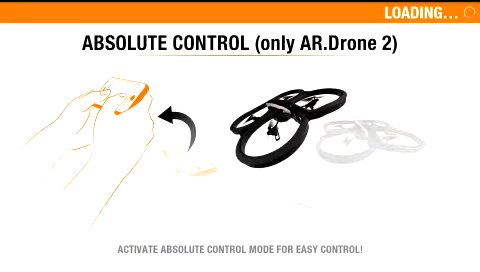 LOADING...
ABSOLUTE CONTROL (only AR.Drone 2)
ACTIVATE ABSOLUTE CONTROL MODE FOR EASY CONTROL!